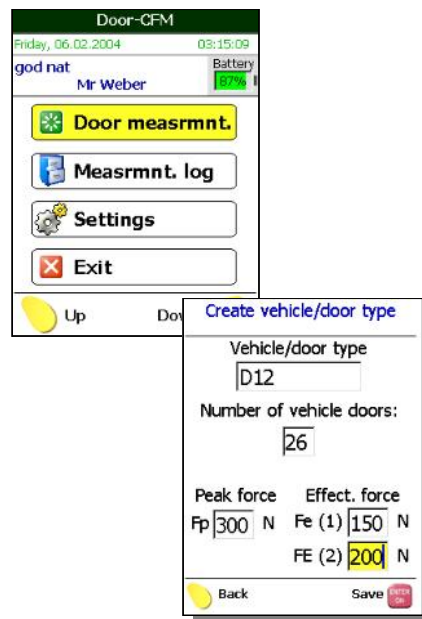 Door-CFM
Friday, 06.02.2004 03:15:09
god nat Battery
Mr Weber 87%
Door measrmnt.
Measrmnt. log
Settings
Exit
Up
Create vehicle/door type
Vehicle/door type
D12
Number of vehicle doors:
26
Peak force Effect. force
Fp 300 N Fe (1) 150 N
FE (2) 200 N
Back Save ENTER ON